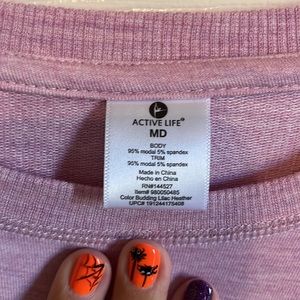 ACTIVE LIFE®
MD
BODY
95% modal 5% spandex
TRIM
95% modal 5% spandex
Made in China
Hecho en China
RN#144527
Item# 980050485
Color Budding Lilac Heather
UPC# 191244175408